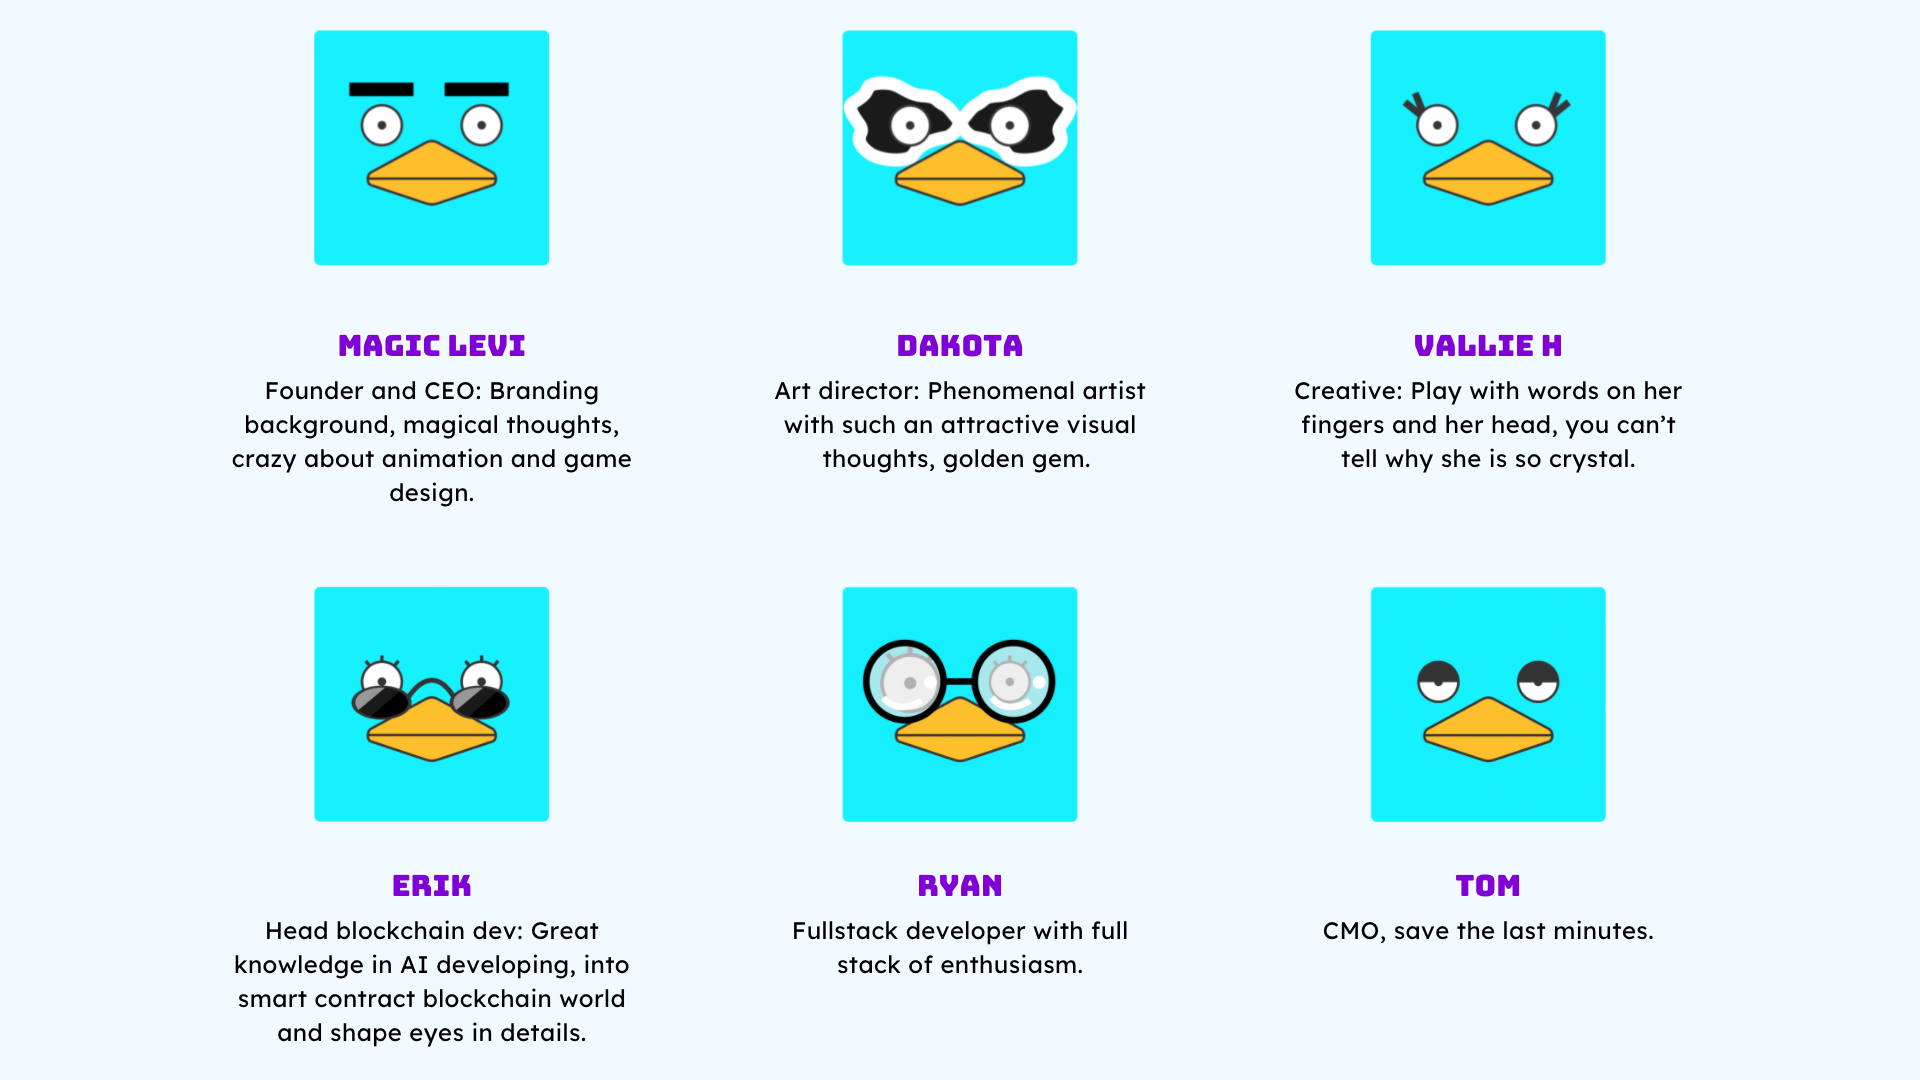 MAGIC LEVI
Founder and CEO: Branding
background, magical thoughts,
crazy about animation and game
design.
DAKOTA
Art director: Phenomenal artist
with such an attractive visual
thoughts, golden gem.
VALLIE H
Creative: Play with words on her
fingers and her head, you can’t
tell why she is so crystal.
ERIK
Head blockchain dev: Great
knowledge in AI developing, into
smart contract blockchain world
and shape eyes in details.
RYAN
Fullstack developer with full
stack of enthusiasm.
TOM
CMO, save the last minutes.